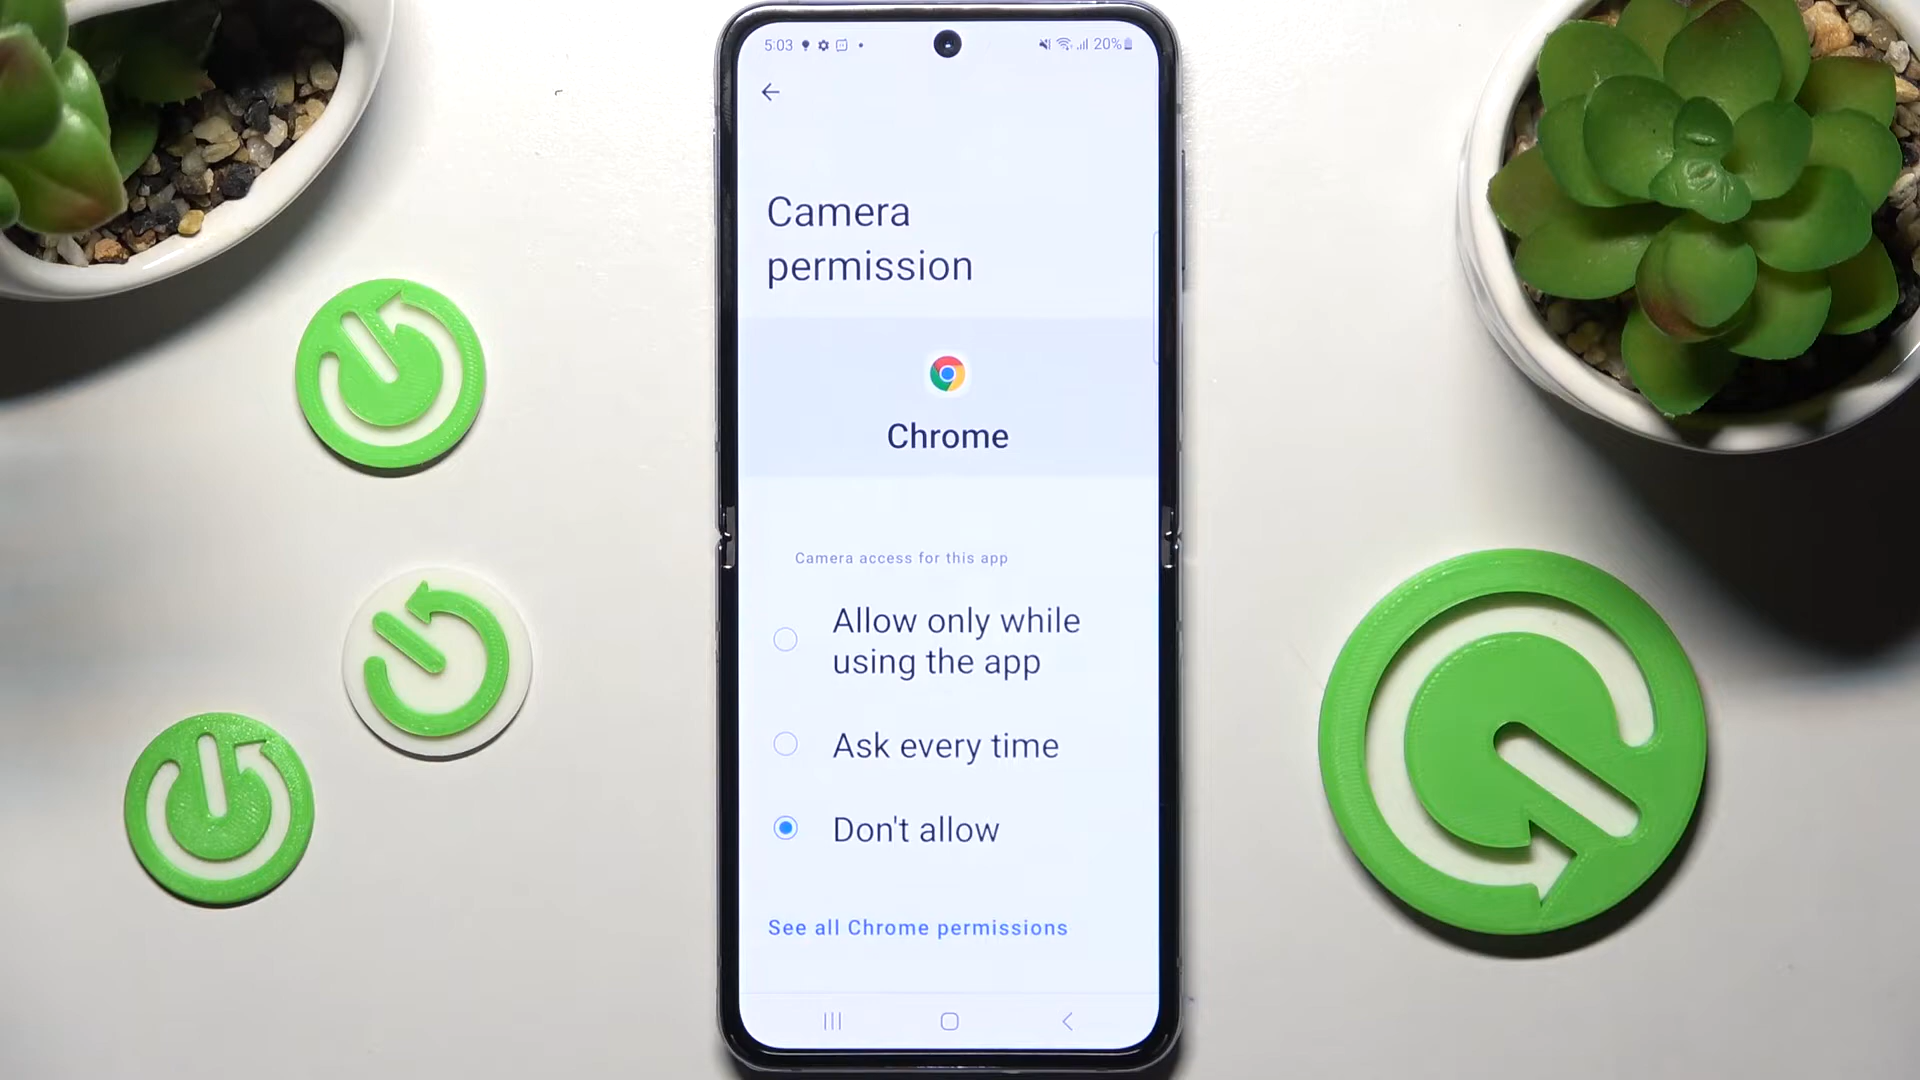 5:03
20%
Camera
permission
Chrome
Camera access for this app
Allow only while
using the app
Ask every time
Don't allow
See all Chrome permissions